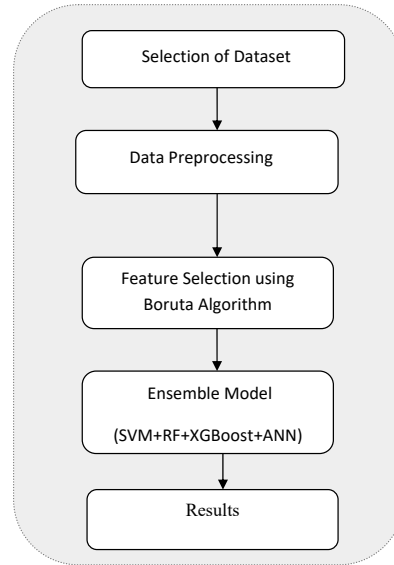 Selection of Dataset
Data Preprocessing
Feature Selection using
Boruta Algorithm
Ensemble Model
(SVM+RF+XGBoost+ANN)
Results